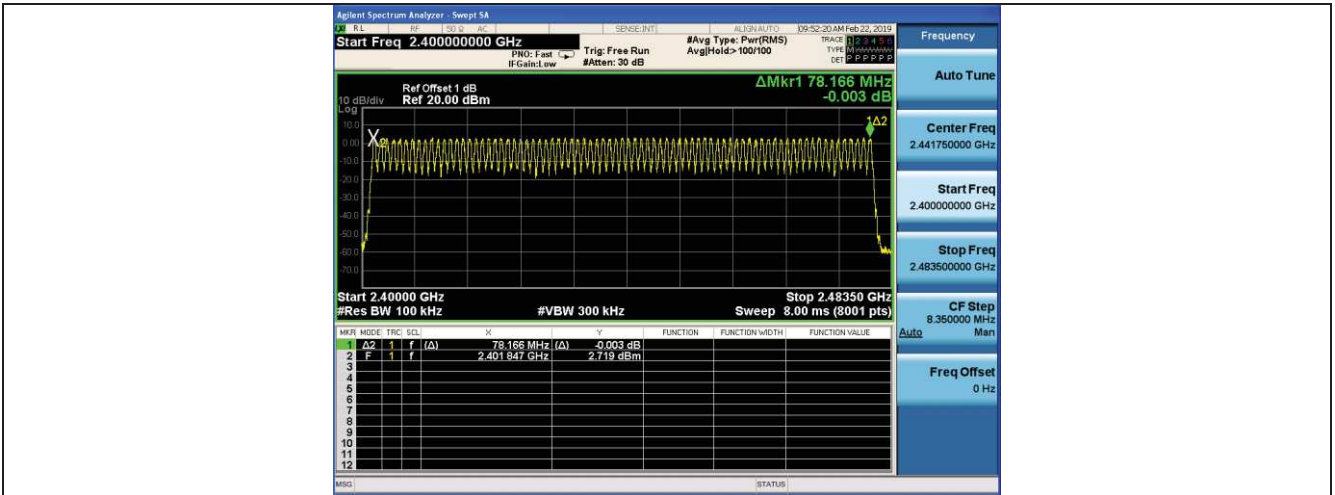 Agilent Spectrum Analyzer - Swept SA
RL RF 50 Ω AC SENSE:INT ALIGN AUTO 09:52:20 AM Feb 22, 2019
Start Freq 2.400000000 GHz
PNO: Fast
IFGain:Low
Trig: Free Run
#Atten: 30 dB
#Avg Type: Pwr(RMS)
Avg|Hold:>100/100
TRACE 1 2 3 4 5 6
TYPE M
DET P P P P P P
ΔMkr1 78.166 MHz
-0.003 dB
Ref Offset 1 dB
10 dB/div Ref 20.00 dBm
Log
10.0
0.00
-10.0
-20.0
-30.0
-40.0
-50.0
-60.0
-70.0
X2
1Δ2
Start 2.40000 GHz Stop 2.48350 GHz
#Res BW 100 kHz #VBW 300 kHz Sweep 8.00 ms (8001 pts)
MKR MODE TRC SCL X Y FUNCTION FUNCTION WIDTH FUNCTION VALUE
1 Δ2 1 f (Δ) 78.166 MHz (Δ) -0.003 dB
2 F 1 f 2.401 847 GHz 2.719 dBm
3
4
5
6
7
8
9
10
11
12
MSG STATUS
Frequency
Auto Tune
Center Freq
2.441750000 GHz
Start Freq
2.400000000 GHz
Stop Freq
2.483500000 GHz
CF Step
8.350000 MHz
Auto Man
Freq Offset
0 Hz